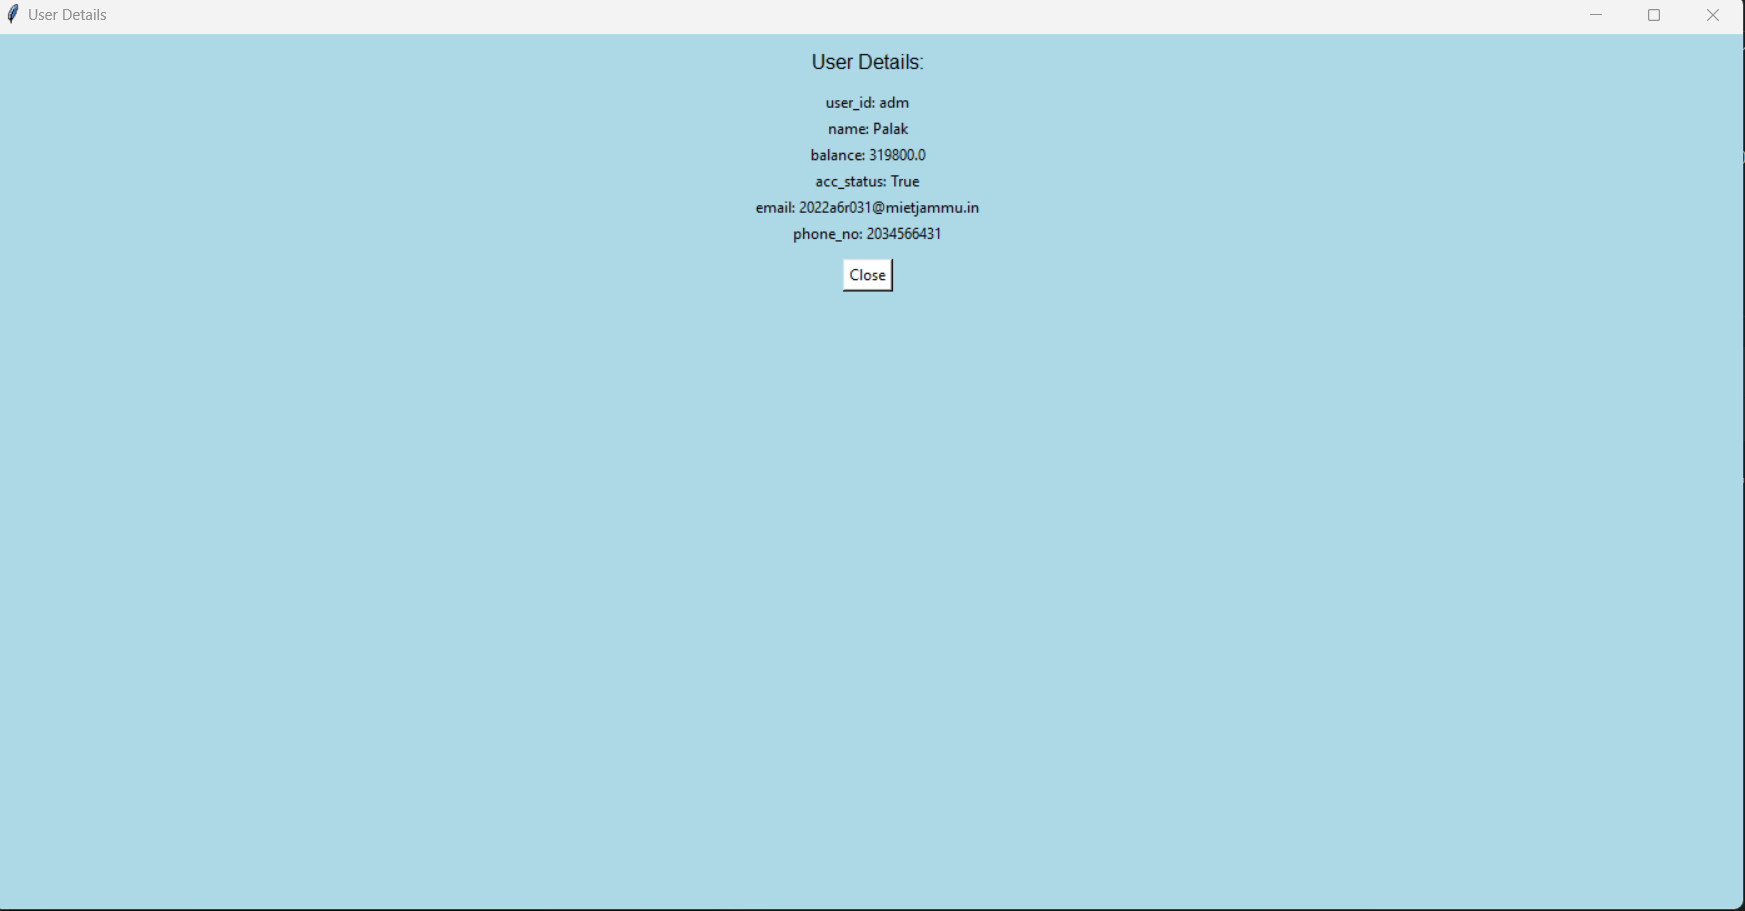 User Details
User Details:
user_id: adm
name: Palak
balance: 319800.0
acc_status: True
email: 2022a6r031@mietjammu.in
phone_no: 2034566431
Close